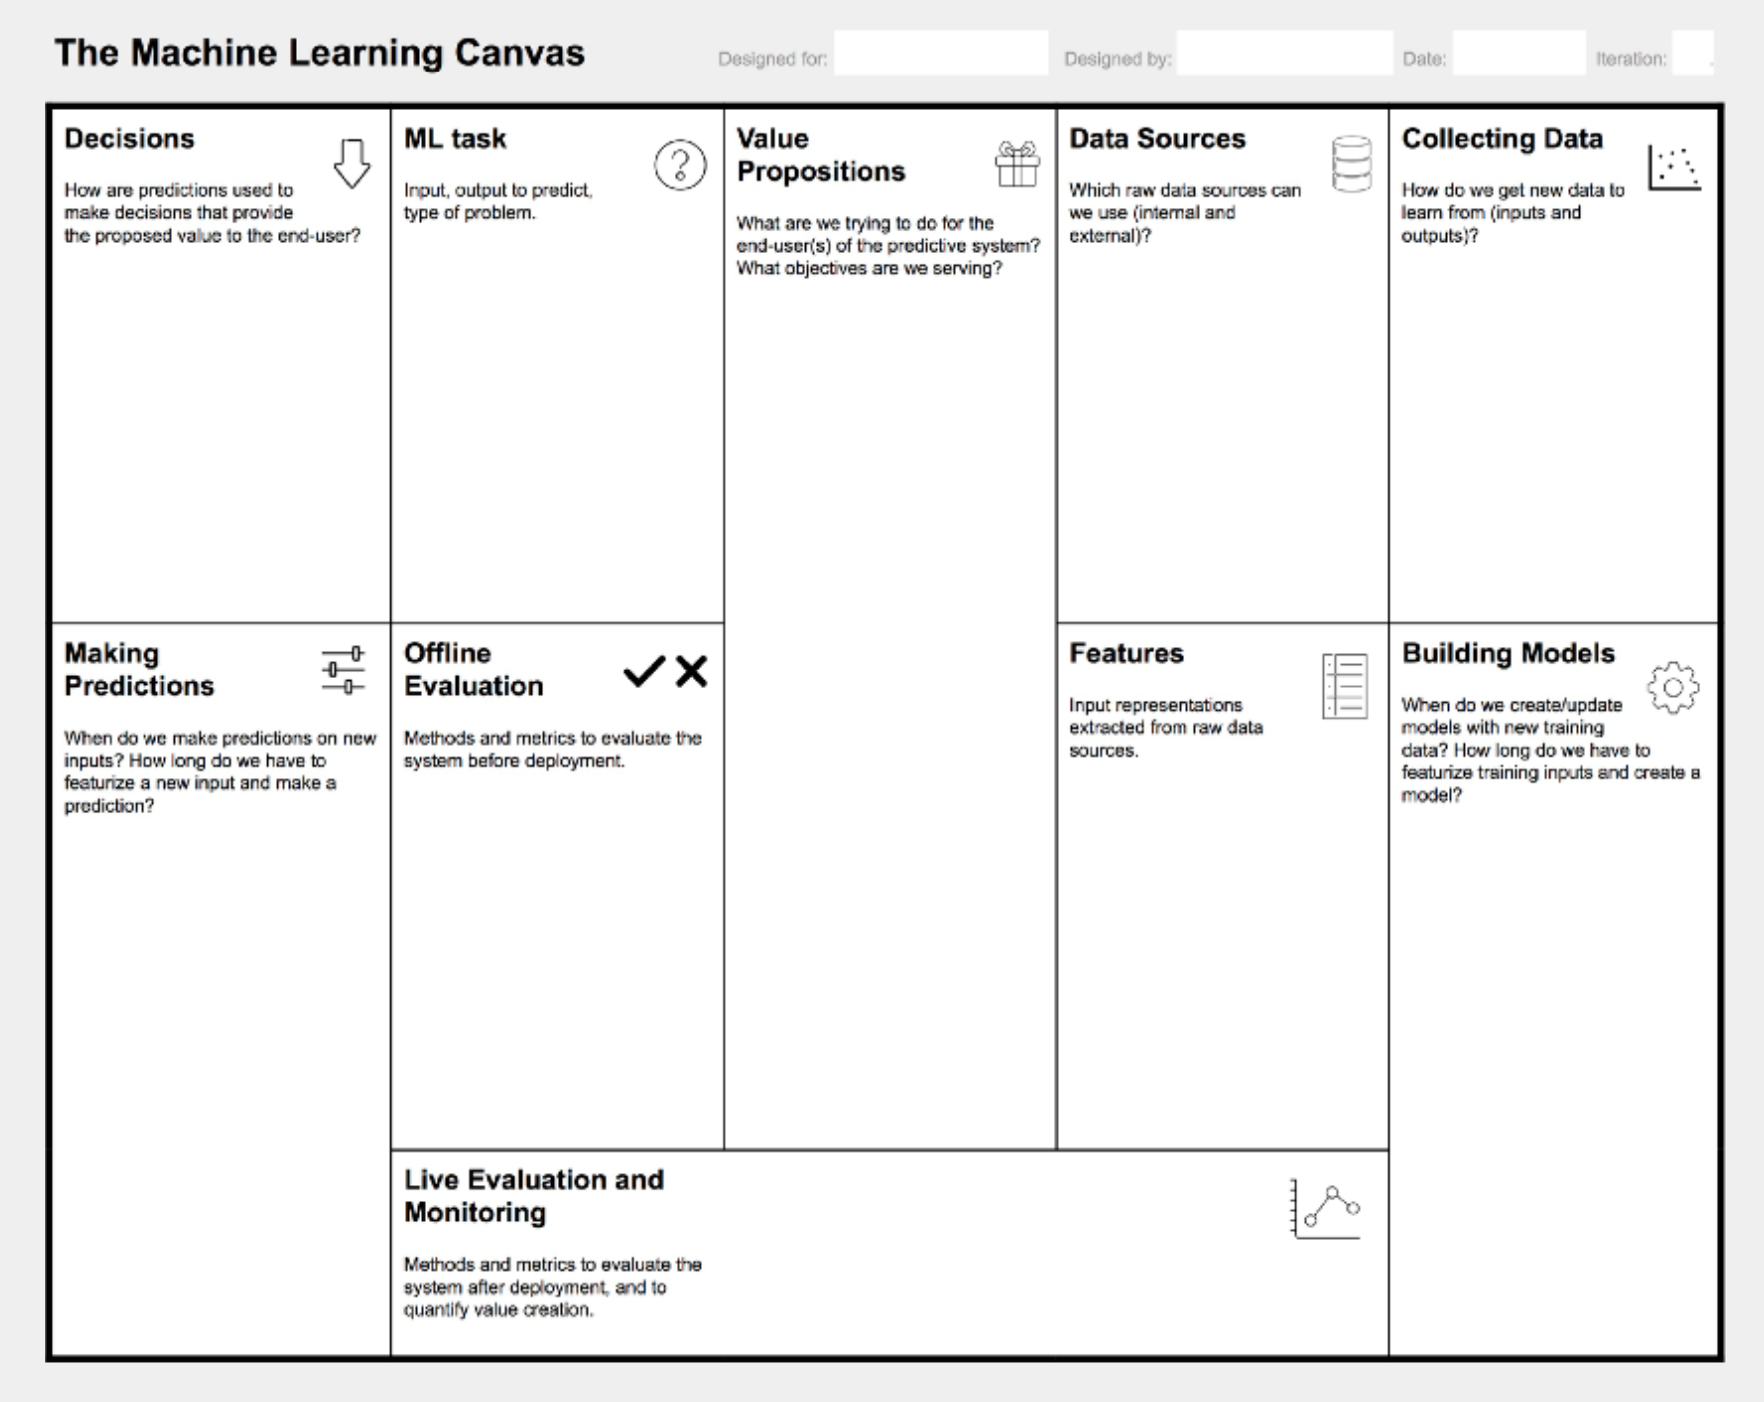 The Machine Learning Canvas
Designed for:
Designed by:
Date:
Iteration:
Decisions
How are predictions used to
make decisions that provide
the proposed value to the end-user?
ML task
Input, output to predict,
type of problem.
Value
Propositions
What are we trying to do for the
end-user(s) of the predictive system?
What objectives are we serving?
Data Sources
Which raw data sources can
we use (internal and
external)?
Collecting Data
How do we get new data to
learn from (inputs and
outputs)?
Making
Predictions
When do we make predictions on new
inputs? How long do we have to
featurize a new input and make a
prediction?
Offline
Evaluation
Methods and metrics to evaluate the
system before deployment.
Features
Input representations
extracted from raw data
sources.
Building Models
When do we create/update
models with new training
data? How long do we have to
featurize training inputs and create a
model?
Live Evaluation and
Monitoring
Methods and metrics to evaluate the
system after deployment, and to
quantify value creation.